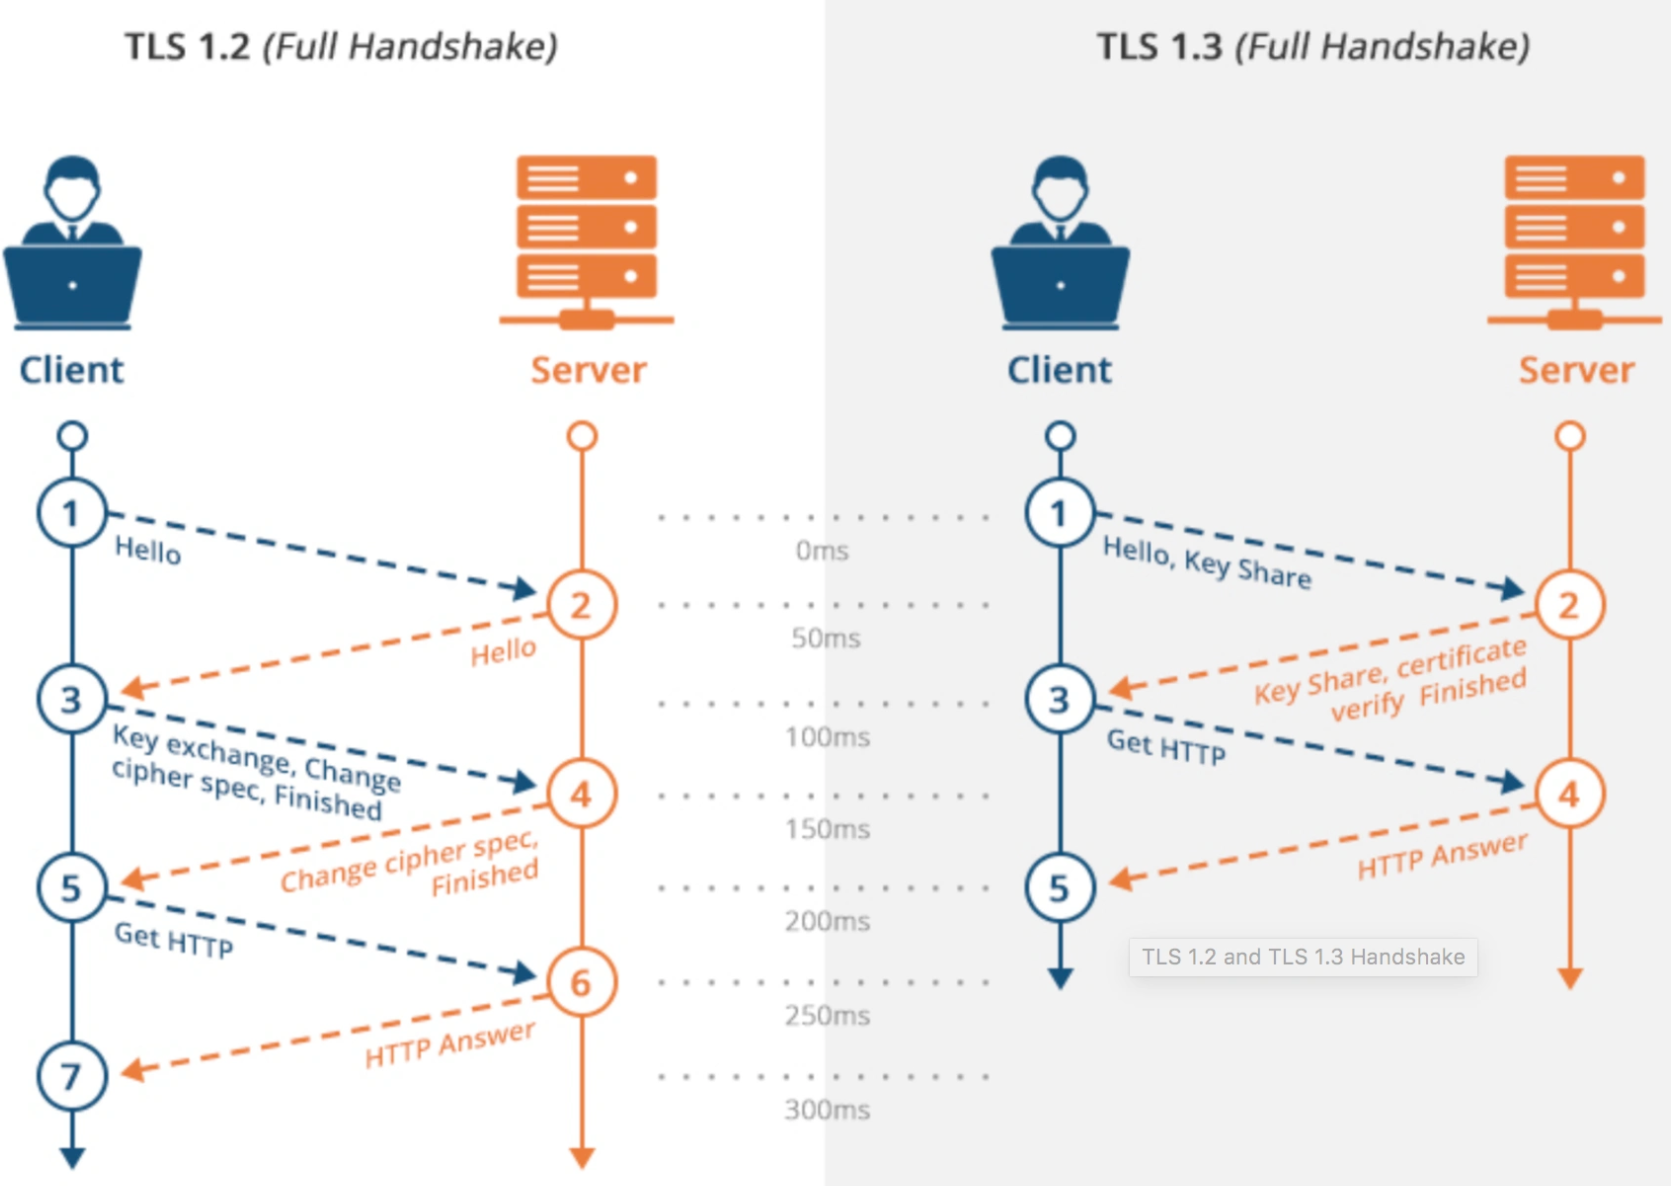 TLS 1.2 (Full Handshake)
Client
Server
1
Hello
2
Hello
3
Key exchange, Change
cipher spec, Finished
4
Change cipher spec,
Finished
5
Get HTTP
6
HTTP Answer
7
0ms
50ms
100ms
150ms
200ms
250ms
300ms
TLS 1.3 (Full Handshake)
Client
Server
1
Hello, Key Share
2
Key Share, certificate
verify Finished
3
Get HTTP
4
HTTP Answer
5
TLS 1.2 and TLS 1.3 Handshake